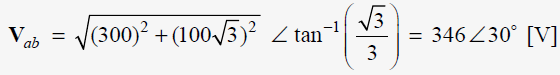 V_ab = √((300)² + (100√3)²) ∠ tan⁻¹(√3/3) = 346∠30° [V]